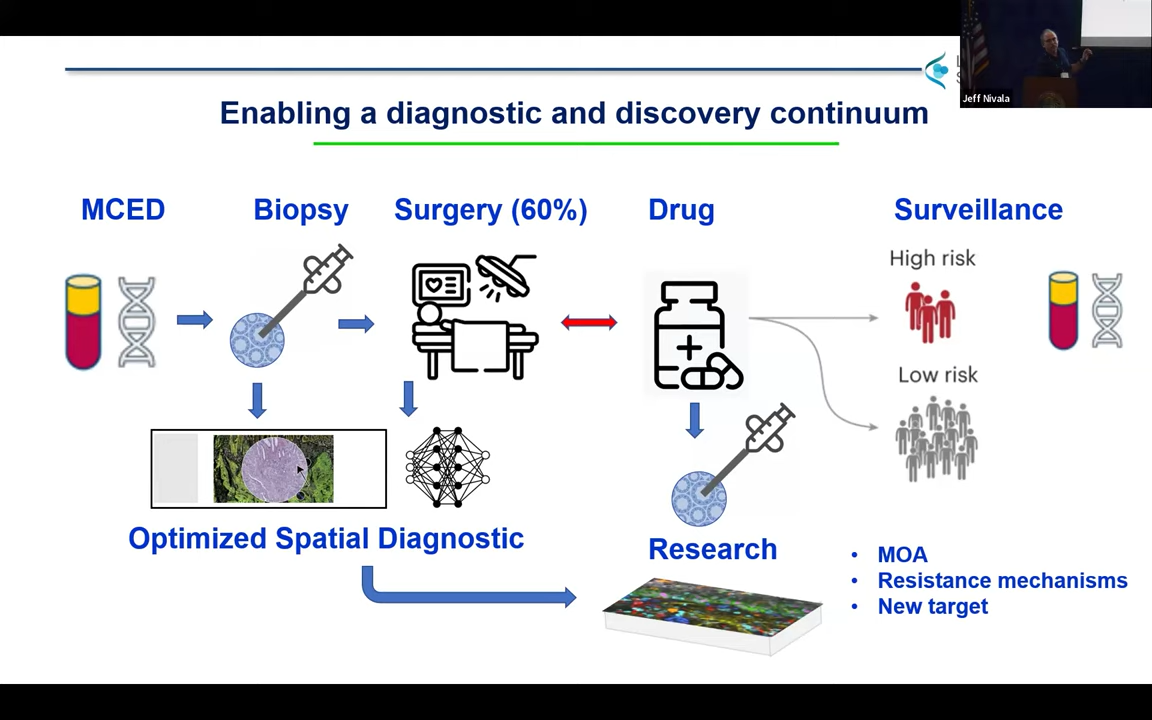 Enabling a diagnostic and discovery continuum
Jeff Nivala
MCED
Biopsy
Surgery (60%)
Drug
Surveillance
High risk
Low risk
Optimized Spatial Diagnostic
Research
• MOA
• Resistance mechanisms
• New target